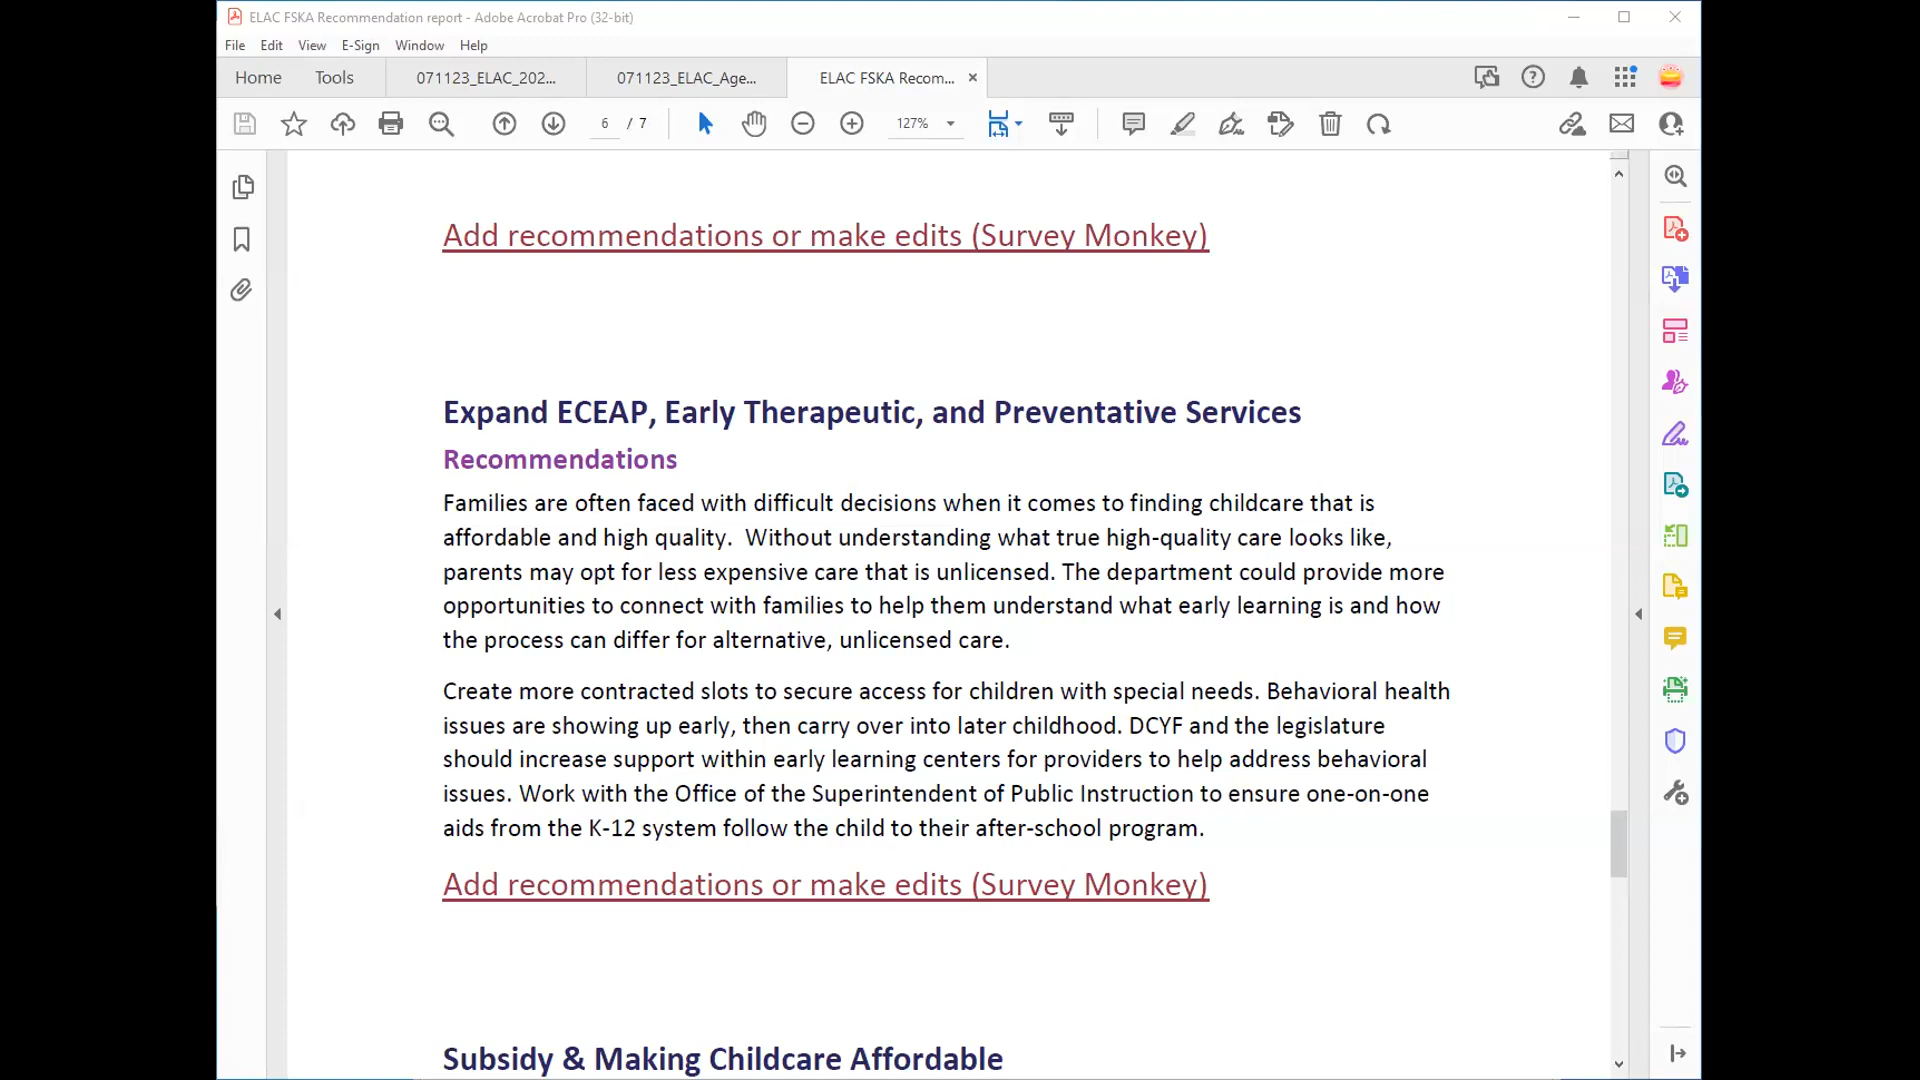 ELAC FSKA Recommendation report - Adobe Acrobat Pro (32-bit)
File Edit View E-Sign Window Help
Home Tools 071123_ELAC_202... 071123_ELAC_Age... ELAC FSKA Recom...
6 / 7 127%
Add recommendations or make edits (Survey Monkey)
Expand ECEAP, Early Therapeutic, and Preventative Services
Recommendations
Families are often faced with difficult decisions when it comes to finding childcare that is
affordable and high quality.  Without understanding what true high-quality care looks like,
parents may opt for less expensive care that is unlicensed. The department could provide more
opportunities to connect with families to help them understand what early learning is and how
the process can differ for alternative, unlicensed care.
Create more contracted slots to secure access for children with special needs. Behavioral health
issues are showing up early, then carry over into later childhood. DCYF and the legislature
should increase support within early learning centers for providers to help address behavioral
issues. Work with the Office of the Superintendent of Public Instruction to ensure one-on-one
aids from the K-12 system follow the child to their after-school program.
Add recommendations or make edits (Survey Monkey)
Subsidy & Making Childcare Affordable